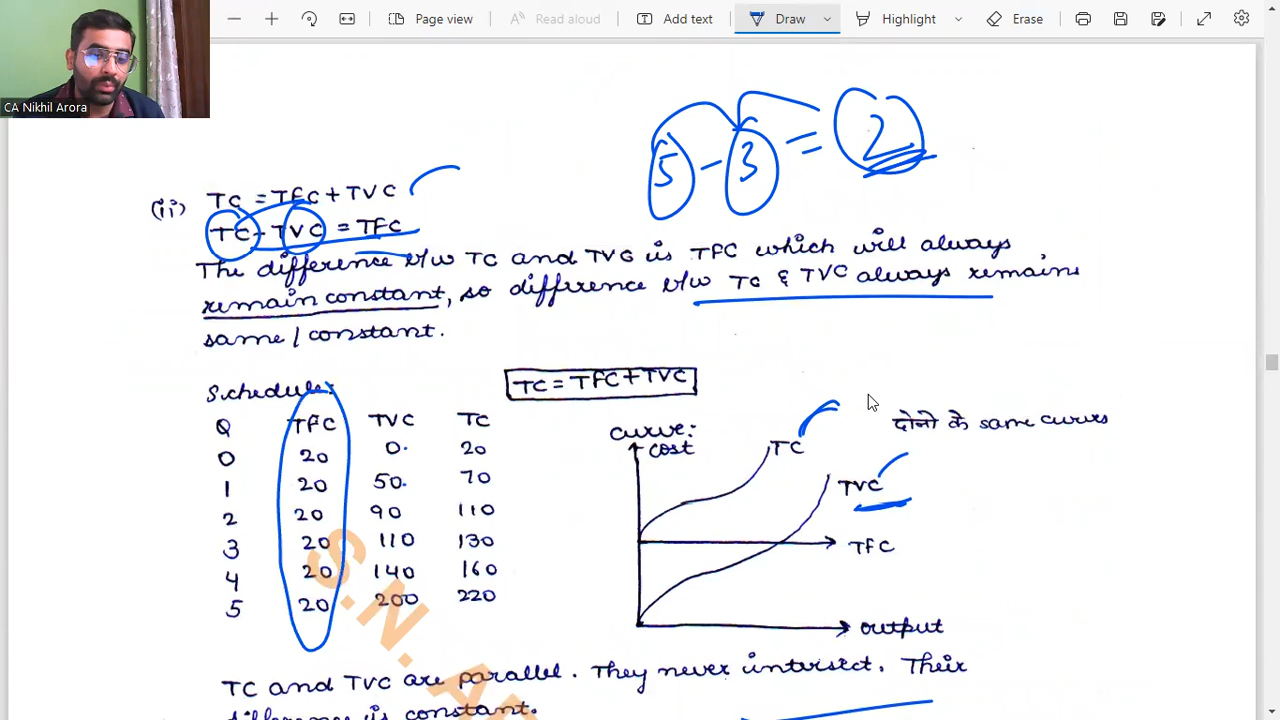 Page view
Read aloud
Add text
Draw
Highlight
Erase
CA Nikhil Arora
5 - 3 = 2
(ii) TC = TFC + TVC
TC - TVC = TFC
The difference b/w TC and TVC is TFC which will always
remain constant, so difference b/w TC & TVC always remains
same / constant.
Schedule:
TC = TFC + TVC
Q TFC TVC TC
0 20 0 20
1 20 50 70
2 20 90 110
3 20 110 130
4 20 140 160
5 20 200 220
curve:
cost
TC
दोनो के same curves
TVC
TFC
output
TC and TVC are parallel. They never intersect. Their
difference is constant.
S.N. A